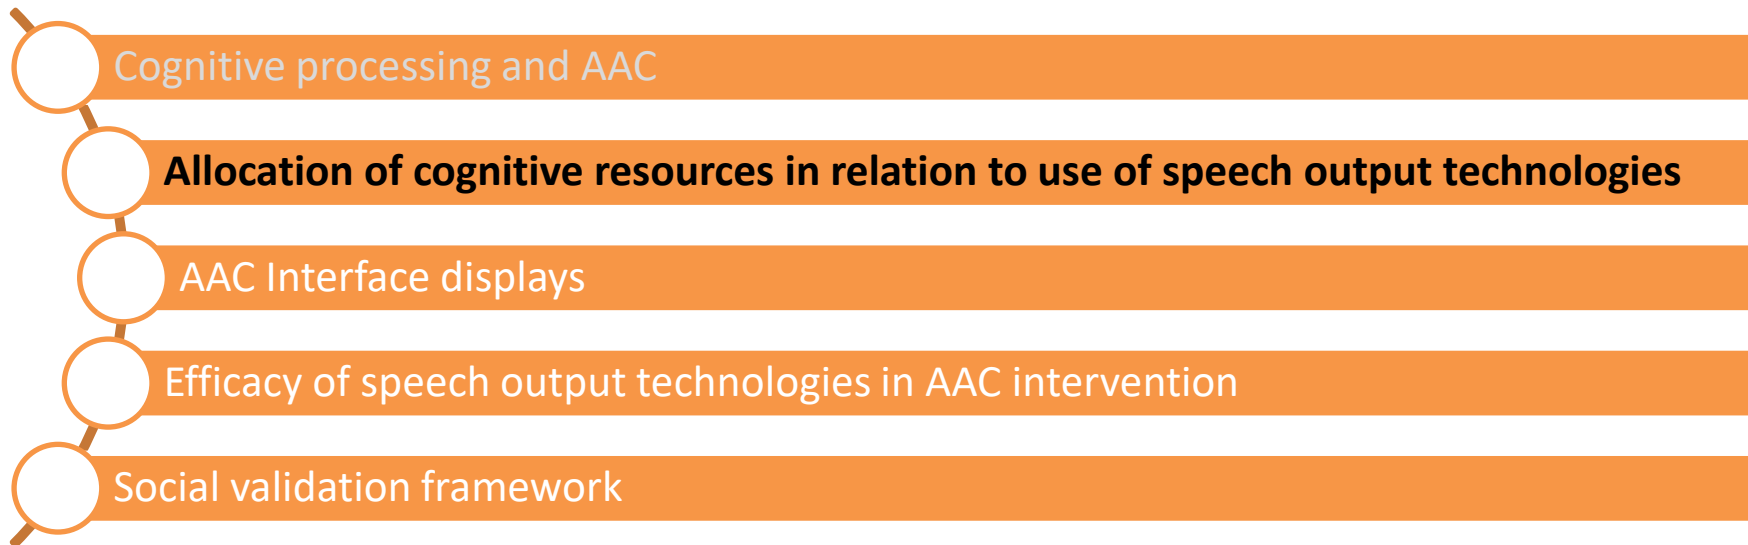 Cognitive processing and AAC
Allocation of cognitive resources in relation to use of speech output technologies
AAC Interface displays
Efficacy of speech output technologies in AAC intervention
Social validation framework